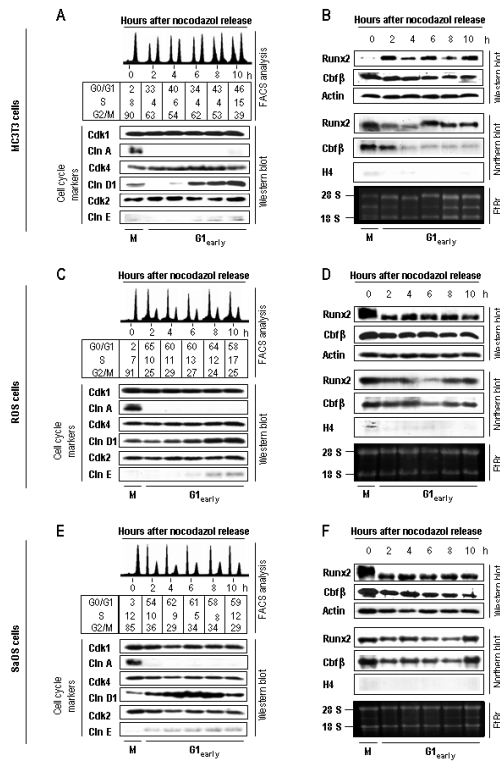 MC3T3 cells
A
Hours after nocodazol release
0 2 4 6 8 10 h
G0/G1 2 33 40 34 43 46
S 8 4 6 4 4 15
G2/M 90 63 54 62 53 39
FACS analysis
Cell cycle markers
Cdk1
Cln A
Cdk4
Cln D1
Cdk2
Cln E
Western blot
M G1early
B
Hours after nocodazol release
0 2 4 6 8 10 h
Runx2
Cbfβ
Actin
Western blot
Runx2
Cbfβ
H4
Northern blot
28 S
18 S
EtBr
M G1early
ROS cells
C
Hours after nocodazol release
0 2 4 6 8 10 h
G0/G1 2 65 60 60 64 58
S 7 10 11 13 12 17
G2/M 91 25 29 27 24 25
FACS analysis
Cell cycle markers
Cdk1
Cln A
Cdk4
Cln D1
Cdk2
Cln E
Western blot
M G1early
D
Hours after nocodazol release
0 2 4 6 8 10 h
Runx2
Cbfβ
Actin
Western blot
Runx2
Cbfβ
H4
Northern blot
28 S
18 S
EtBr
M G1early
SaOS cells
E
Hours after nocodazol release
0 2 4 6 8 10 h
G0/G1 3 54 62 61 58 59
S 12 10 9 5 8 12
G2/M 85 36 29 34 34 29
FACS analysis
Cell cycle markers
Cdk1
Cln A
Cdk4
Cln D1
Cdk2
Cln E
Western blot
M G1early
F
Hours after nocodazol release
0 2 4 6 8 10 h
Runx2
Cbfβ
Actin
Western blot
Runx2
Cbfβ
H4
Northern blot
28 S
18 S
EtBr
M G1early